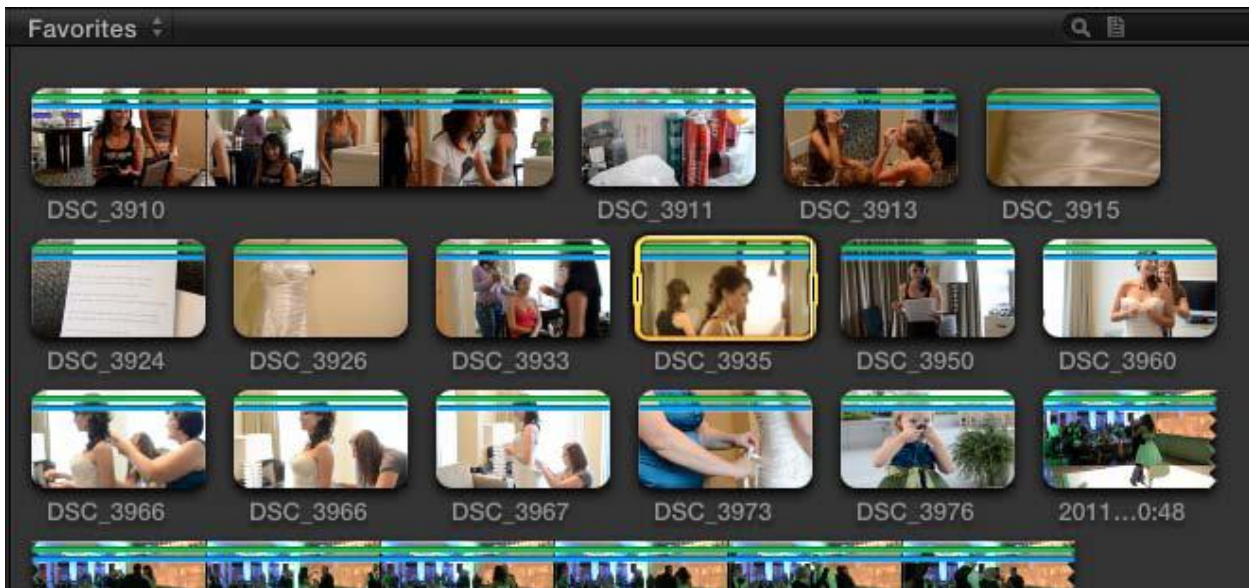 Favorites
DSC_3910 DSC_3911 DSC_3913 DSC_3915
DSC_3924 DSC_3926 DSC_3933 DSC_3935 DSC_3950 DSC_3960
DSC_3966 DSC_3966 DSC_3967 DSC_3973 DSC_3976 2011...0:48